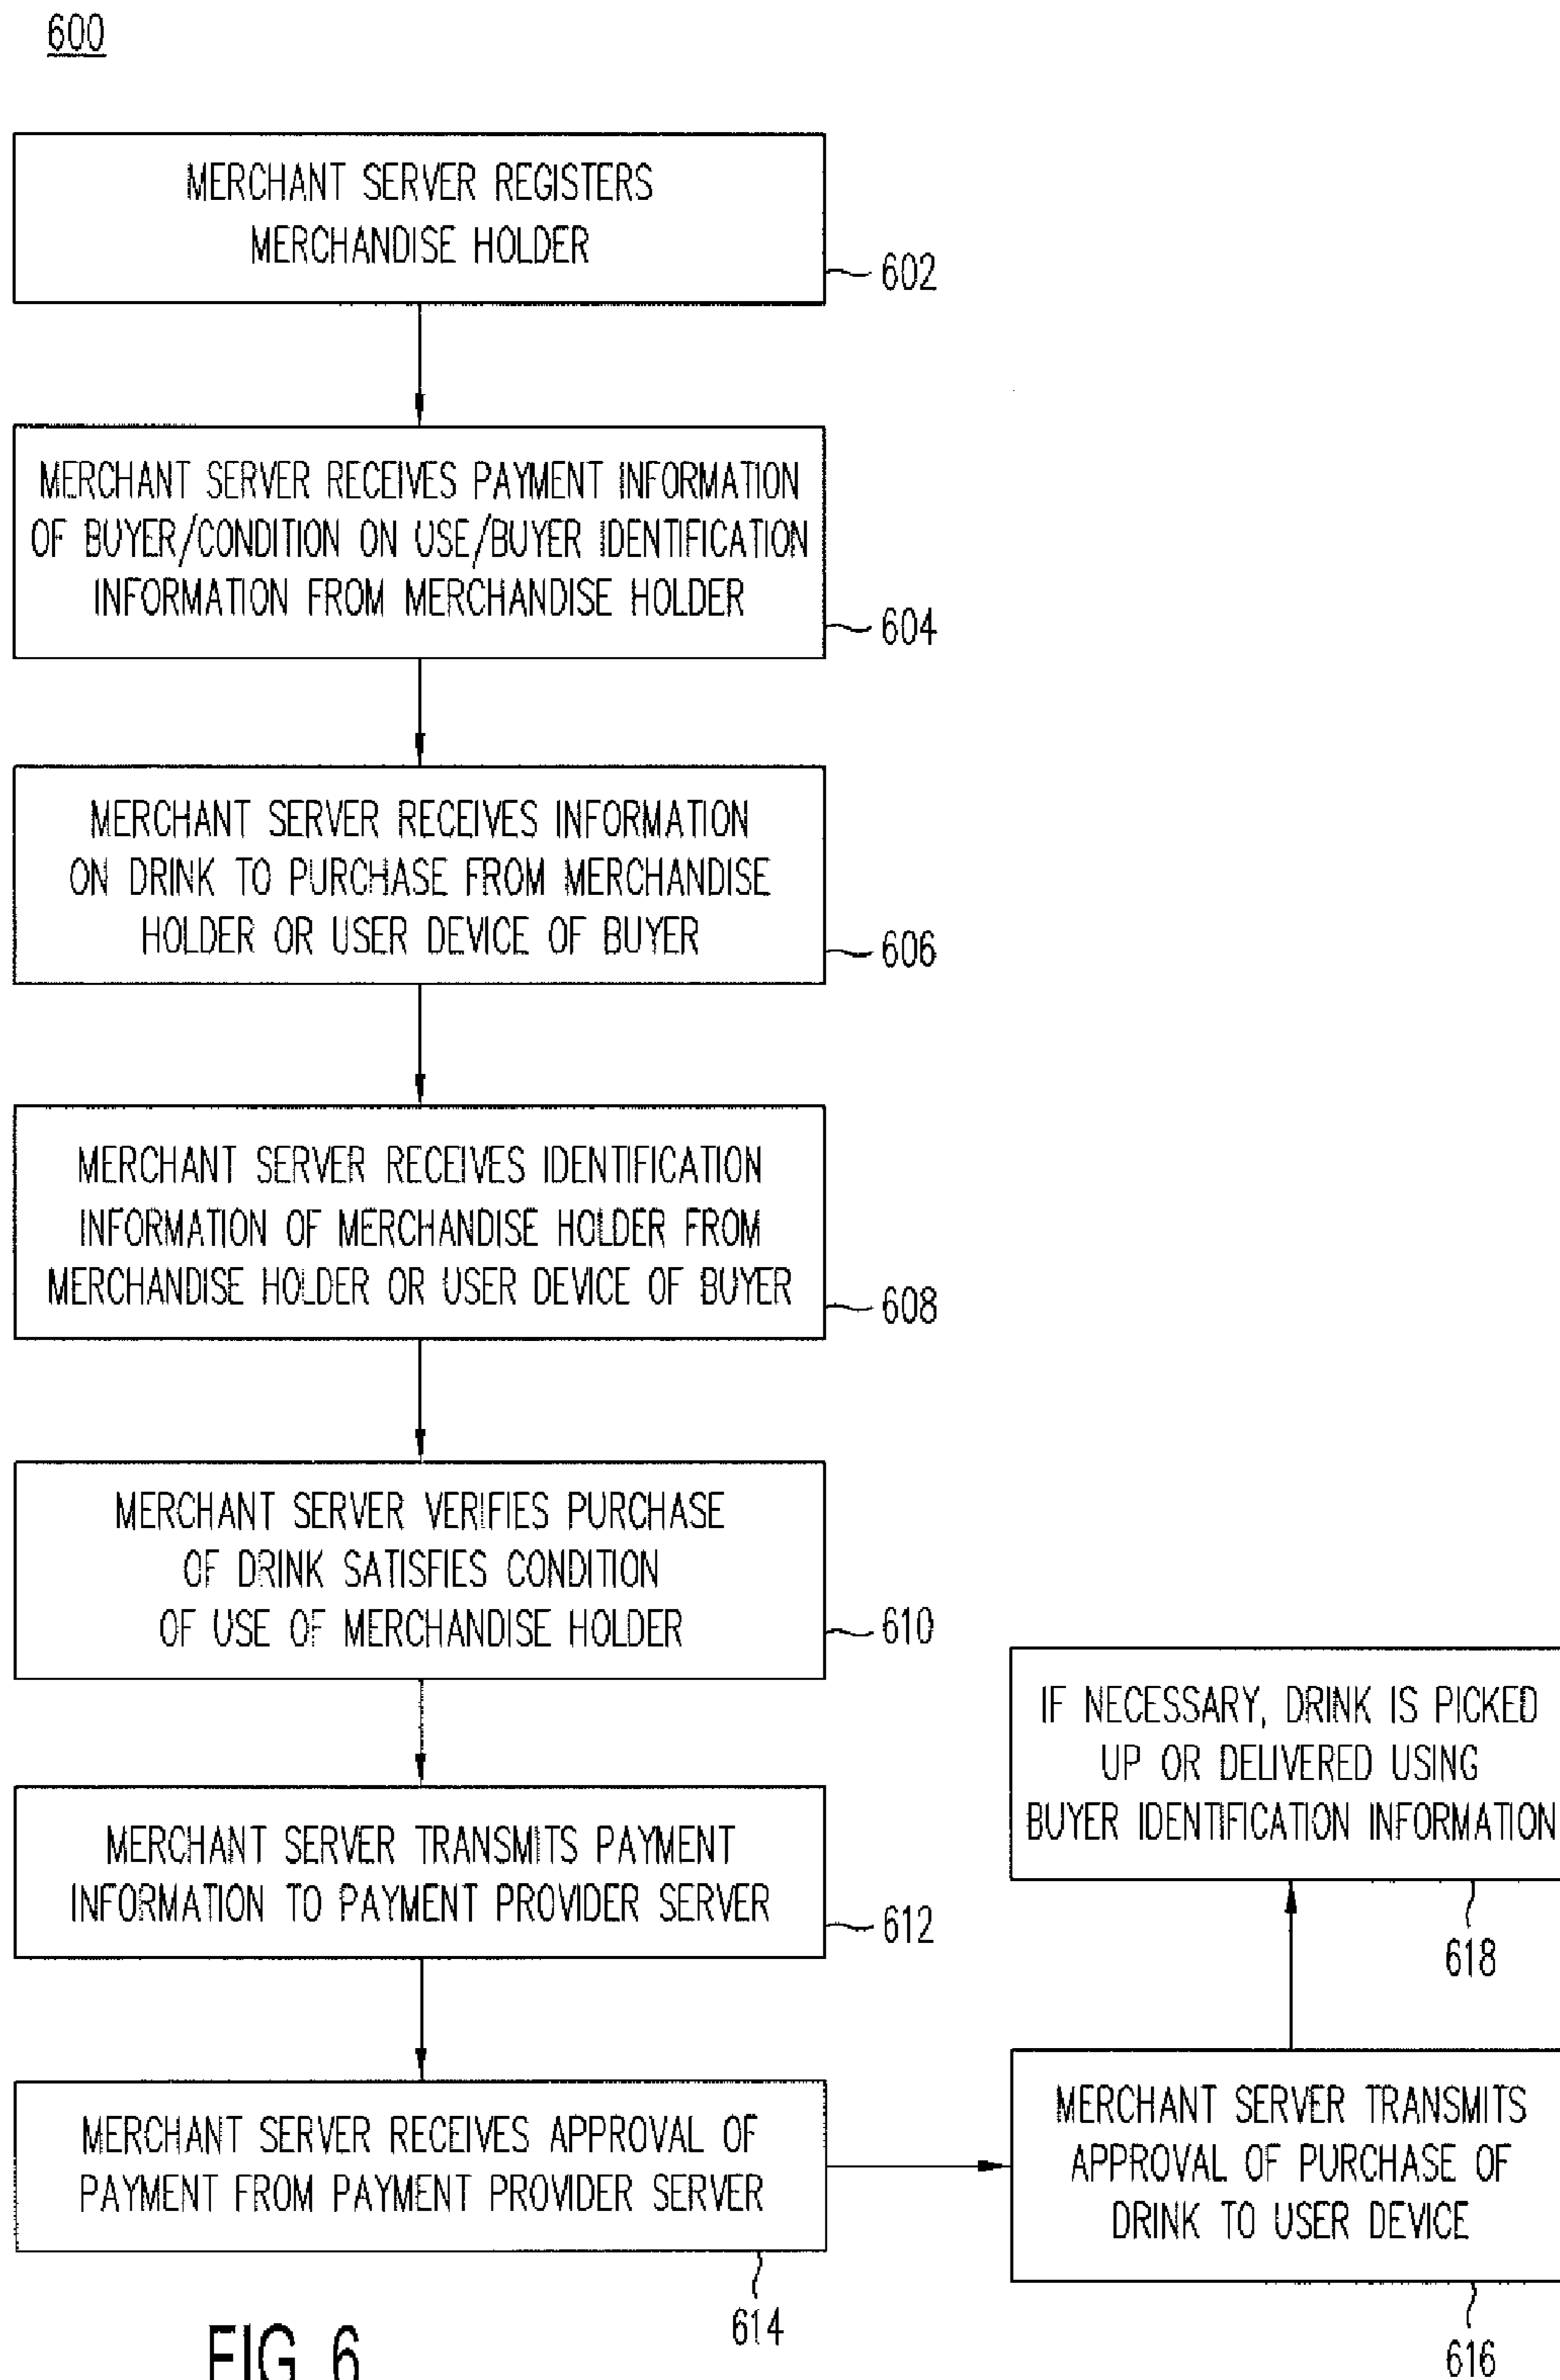 600
MERCHANT SERVER REGISTERS
MERCHANDISE HOLDER
602
MERCHANT SERVER RECEIVES PAYMENT INFORMATION
OF BUYER/CONDITION ON USE/BUYER IDENTIFICATION
INFORMATION FROM MERCHANDISE HOLDER
604
MERCHANT SERVER RECEIVES INFORMATION
ON DRINK TO PURCHASE FROM MERCHANDISE
HOLDER OR USER DEVICE OF BUYER
606
MERCHANT SERVER RECEIVES IDENTIFICATION
INFORMATION OF MERCHANDISE HOLDER FROM
MERCHANDISE HOLDER OR USER DEVICE OF BUYER
608
MERCHANT SERVER VERIFIES PURCHASE
OF DRINK SATISFIES CONDITION
OF USE OF MERCHANDISE HOLDER
610
MERCHANT SERVER TRANSMITS PAYMENT
INFORMATION TO PAYMENT PROVIDER SERVER
612
MERCHANT SERVER RECEIVES APPROVAL OF
PAYMENT FROM PAYMENT PROVIDER SERVER
614
MERCHANT SERVER TRANSMITS
APPROVAL OF PURCHASE OF
DRINK TO USER DEVICE
616
IF NECESSARY, DRINK IS PICKED
UP OR DELIVERED USING
BUYER IDENTIFICATION INFORMATION
618
FIG. 6